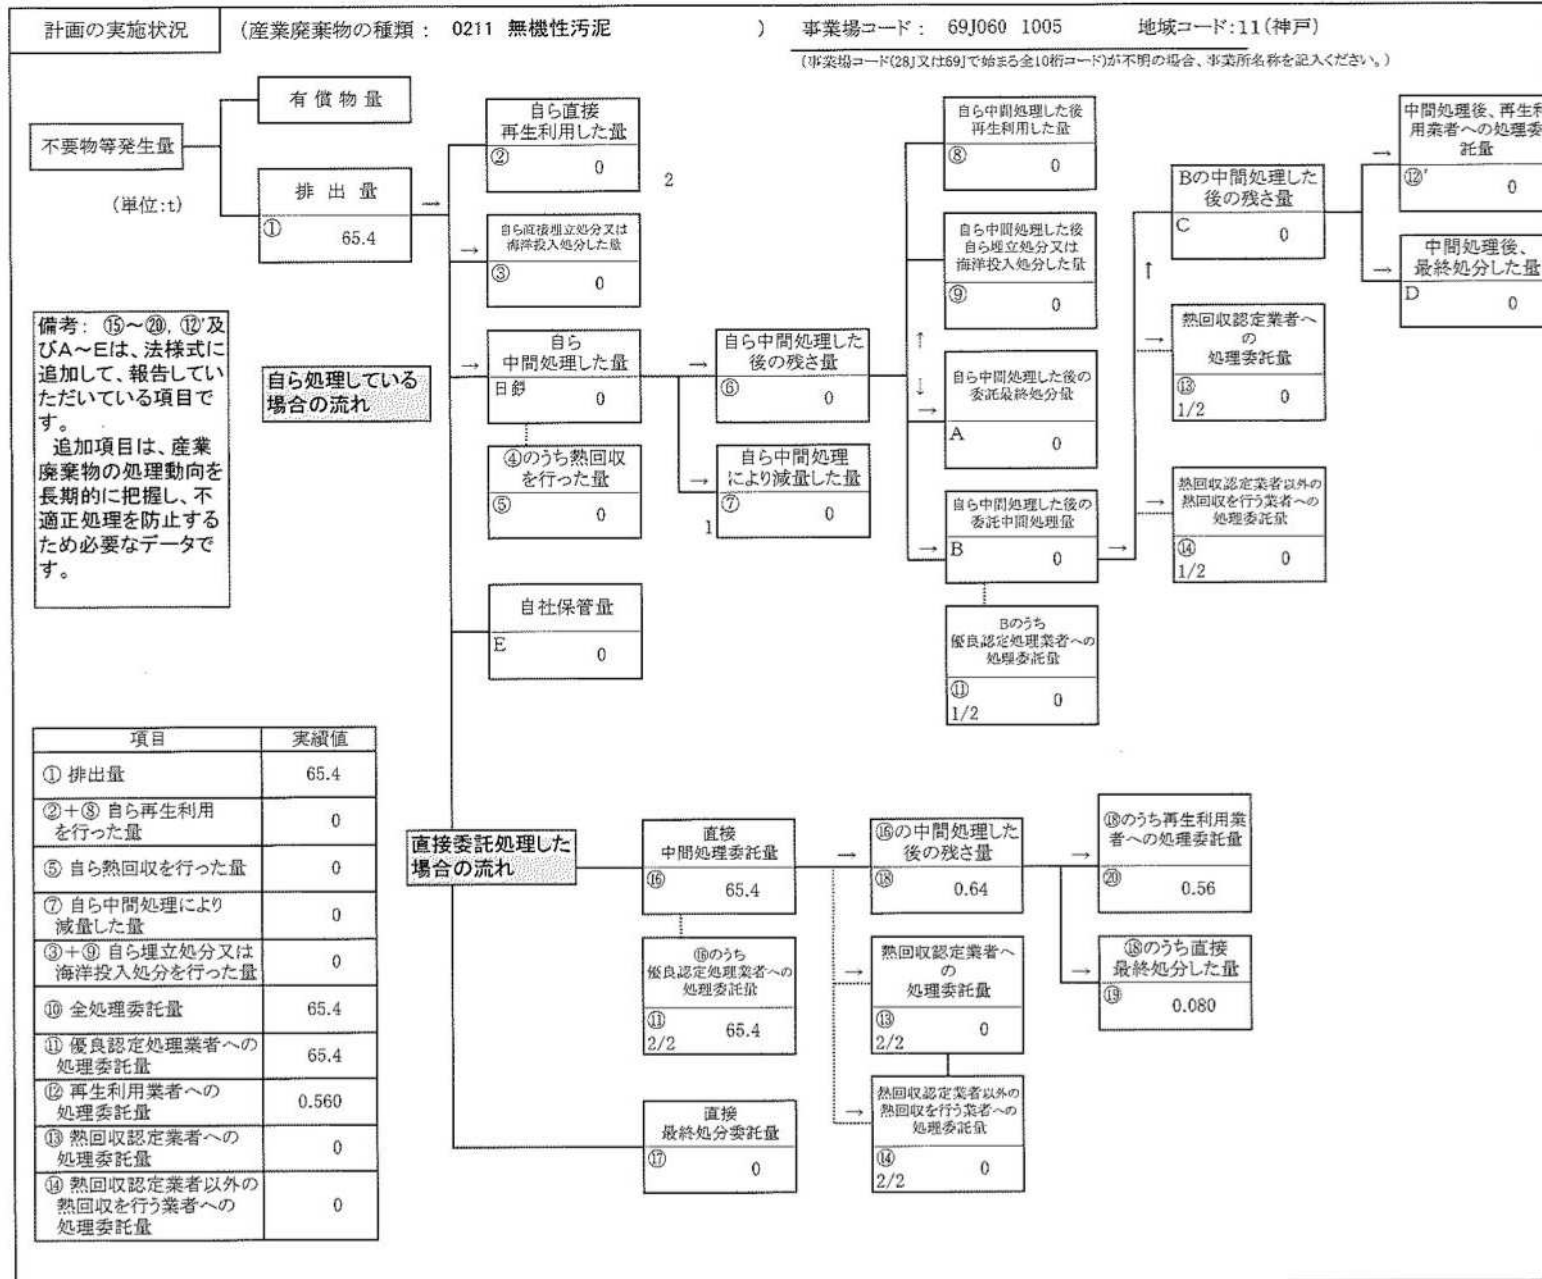 計画の実施状況 (産業廃棄物の種類: 0211 無機性汚泥 ) 事業場コード: 69J060 1005 地域コード:11(神戸)
(事業場コード(28J又は69Jで始まる全10桁コード)が不明の場合、事業所名称を記入ください。)
不要物等発生量
(単位:t)
有償物量
排出量
① 65.4
→
自ら直接
再生利用した量
② 0
2
→
自ら直接埋立処分又は
海洋投入処分した量
③ 0
→
自ら
中間処理した量
0
④のうち熱回収
を行った量
⑤ 0
自社保管量
E 0
→
自ら中間処理した
後の残さ量
⑥ 0
→
自ら中間処理
により減量した量
⑦ 0
1
自ら中間処理した後
再生利用した量
⑧ 0
自ら中間処理した後
自ら埋立処分又は
海洋投入処分した量
⑨ 0
↑
↓
→
自ら中間処理した後の
委託最終処分量
A 0
→
自ら中間処理した後の
委託中間処理量
B 0
→
Bのうち
優良認定処理業者への
処理委託量
⑪
1/2 0
Bの中間処理した
後の残さ量
C 0
↑
→
熱回収認定業者へ
の
処理委託量
⑬
1/2 0
→
熱回収認定業者以外の
熱回収を行う業者への
処理委託量
⑭
1/2 0
→
中間処理後、再生利
用業者への処理委
託量
⑫' 0
→
中間処理後、
最終処分した量
D 0
備考: ⑮～⑳, ⑫'及
びA～Eは、法様式に
追加して、報告してい
ただいている項目で
す。
追加項目は、産業
廃棄物の処理動向を
長期的に把握し、不
適正処理を防止する
ため必要なデータで
す。
自ら処理している
場合の流れ
項目 実績値
① 排出量 65.4
②+⑧ 自ら再生利用
を行った量 0
⑤ 自ら熱回収を行った量 0
⑦ 自ら中間処理により
減量した量 0
③+⑨ 自ら埋立処分又は
海洋投入処分を行った量 0
⑩ 全処理委託量 65.4
⑪ 優良認定処理業者への
処理委託量 65.4
⑫ 再生利用業者への
処理委託量 0.560
⑬ 熱回収認定業者への
処理委託量 0
⑭ 熱回収認定業者以外の
熱回収を行う業者への
処理委託量 0
直接委託処理した
場合の流れ
直接
中間処理委託量
⑯ 65.4
⑯のうち
優良認定処理業者への
処理委託量
⑪
2/2 65.4
直接
最終処分委託量
⑰ 0
→
⑯の中間処理した
後の残さ量
⑱ 0.64
→
熱回収認定業者へ
の
処理委託量
⑬
2/2 0
→
熱回収認定業者以外の
熱回収を行う業者への
処理委託量
⑭
2/2 0
→
⑱のうち再生利用業
者への処理委託量
⑳ 0.56
→
⑱のうち直接
最終処分した量
⑲ 0.080